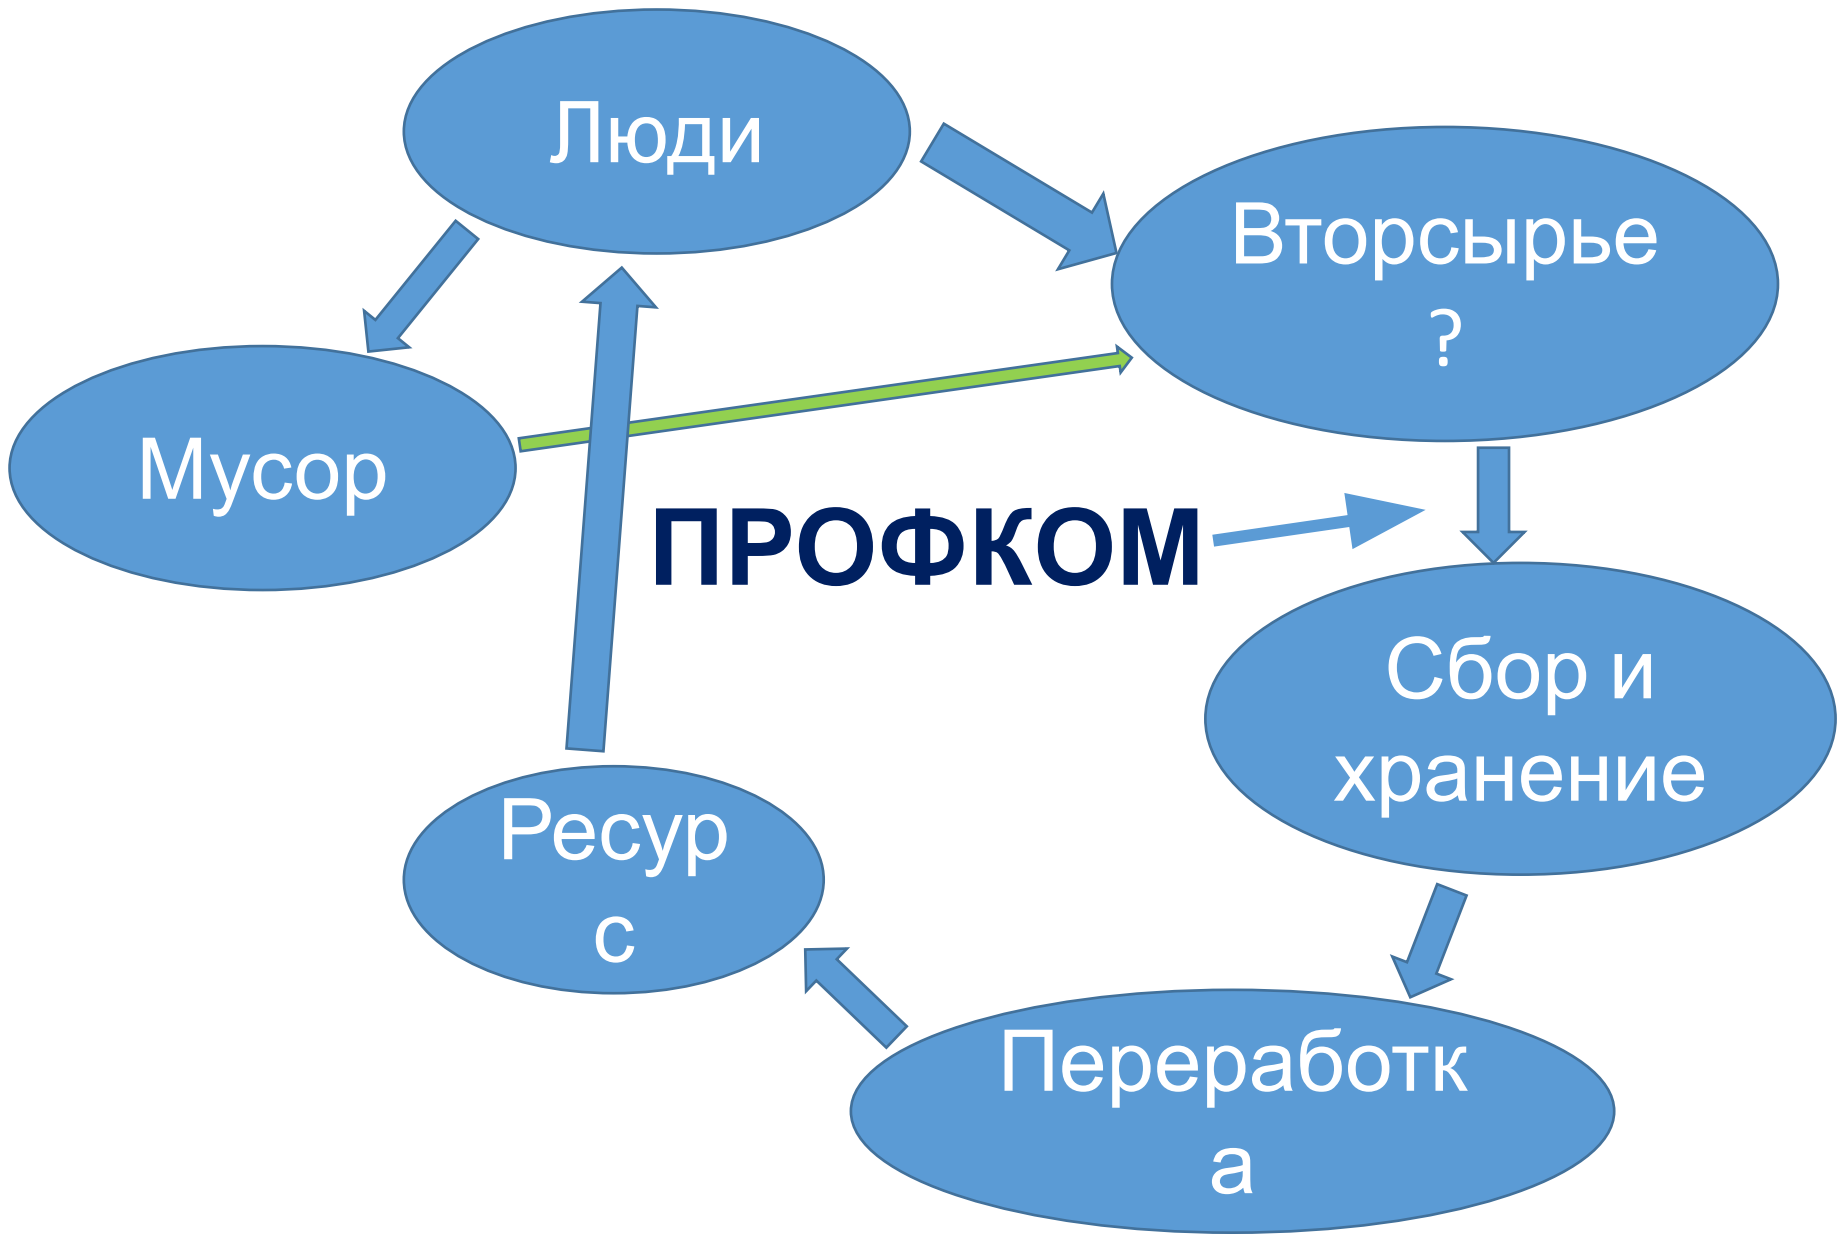 Люди
Вторсырье
?
Мусор
ПРОФКОМ
Сбор и
хранение
Ресур
с
Переработк
а